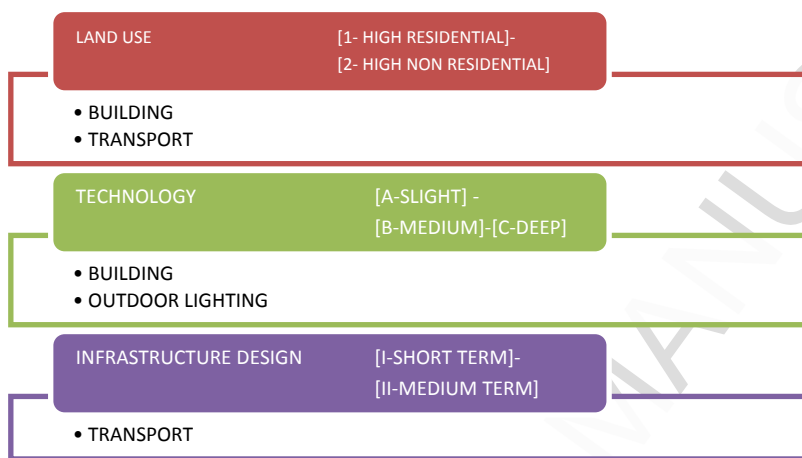 LAND USE [1- HIGH RESIDENTIAL]-
[2- HIGH NON RESIDENTIAL]
• BUILDING
• TRANSPORT
TECHNOLOGY [A-SLIGHT] -
[B-MEDIUM]-[C-DEEP]
• BUILDING
• OUTDOOR LIGHTING
INFRASTRUCTURE DESIGN [I-SHORT TERM]-
[II-MEDIUM TERM]
• TRANSPORT